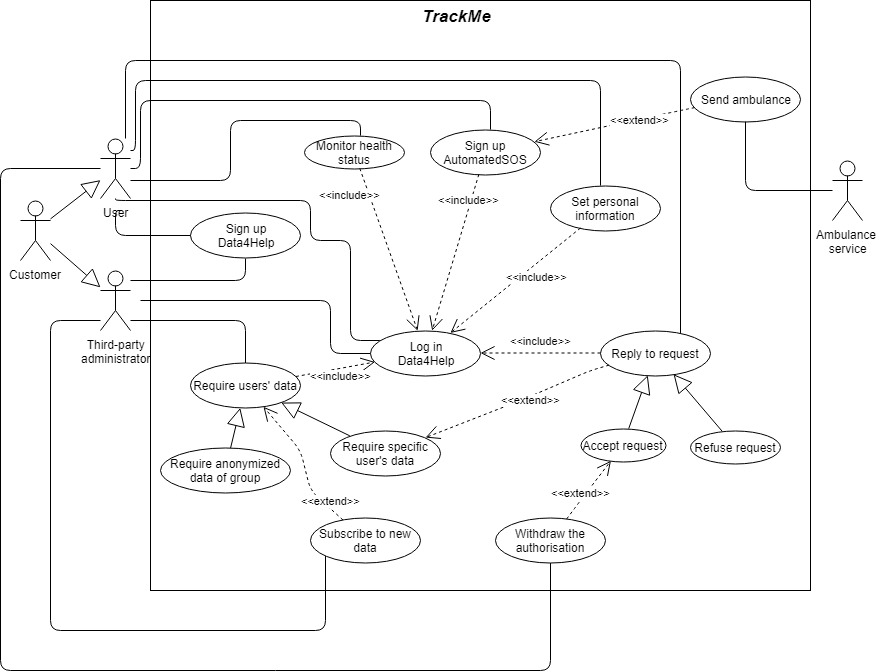 TrackMe
Send ambulance
<<extend>>
Monitor health
status
Sign up
AutomatedSOS
<<include>>
<<include>>
Set personal
information
User
Sign up
Data4Help
Customer
Ambulance
service
<<include>>
Third-party
administrator
Log in
Data4Help
<<include>>
Reply to request
Require users' data
<<include>>
<<extend>>
Require specific
user's data
Accept request
Refuse request
Require anonymized
data of group
<<extend>>
<<extend>>
Subscribe to new
data
Withdraw the
authorisation